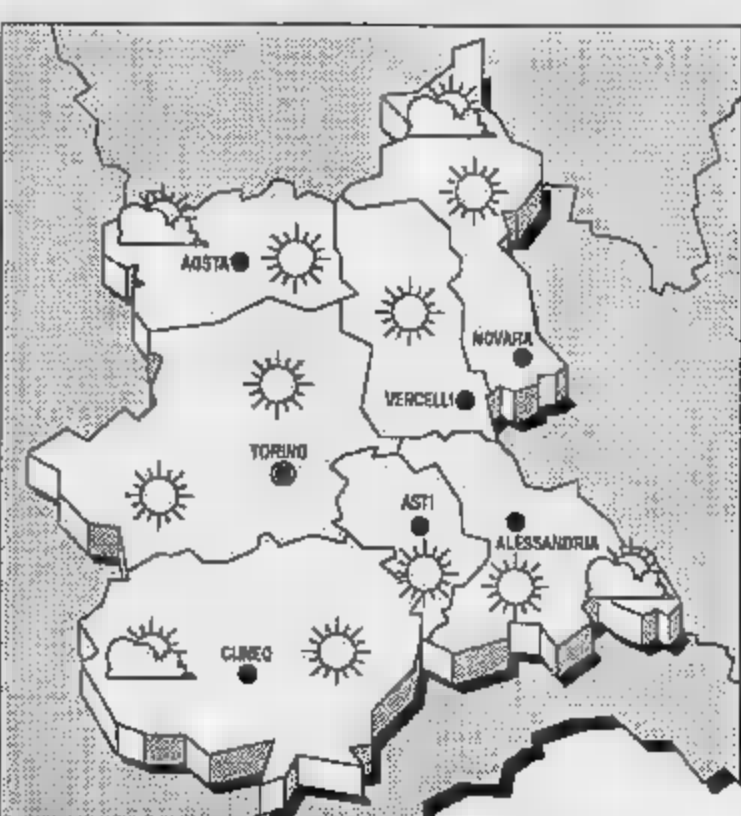 AOSTA
NOVARA
VERCELLI
TORINO
ASTI
ALESSANDRIA
CUNEO